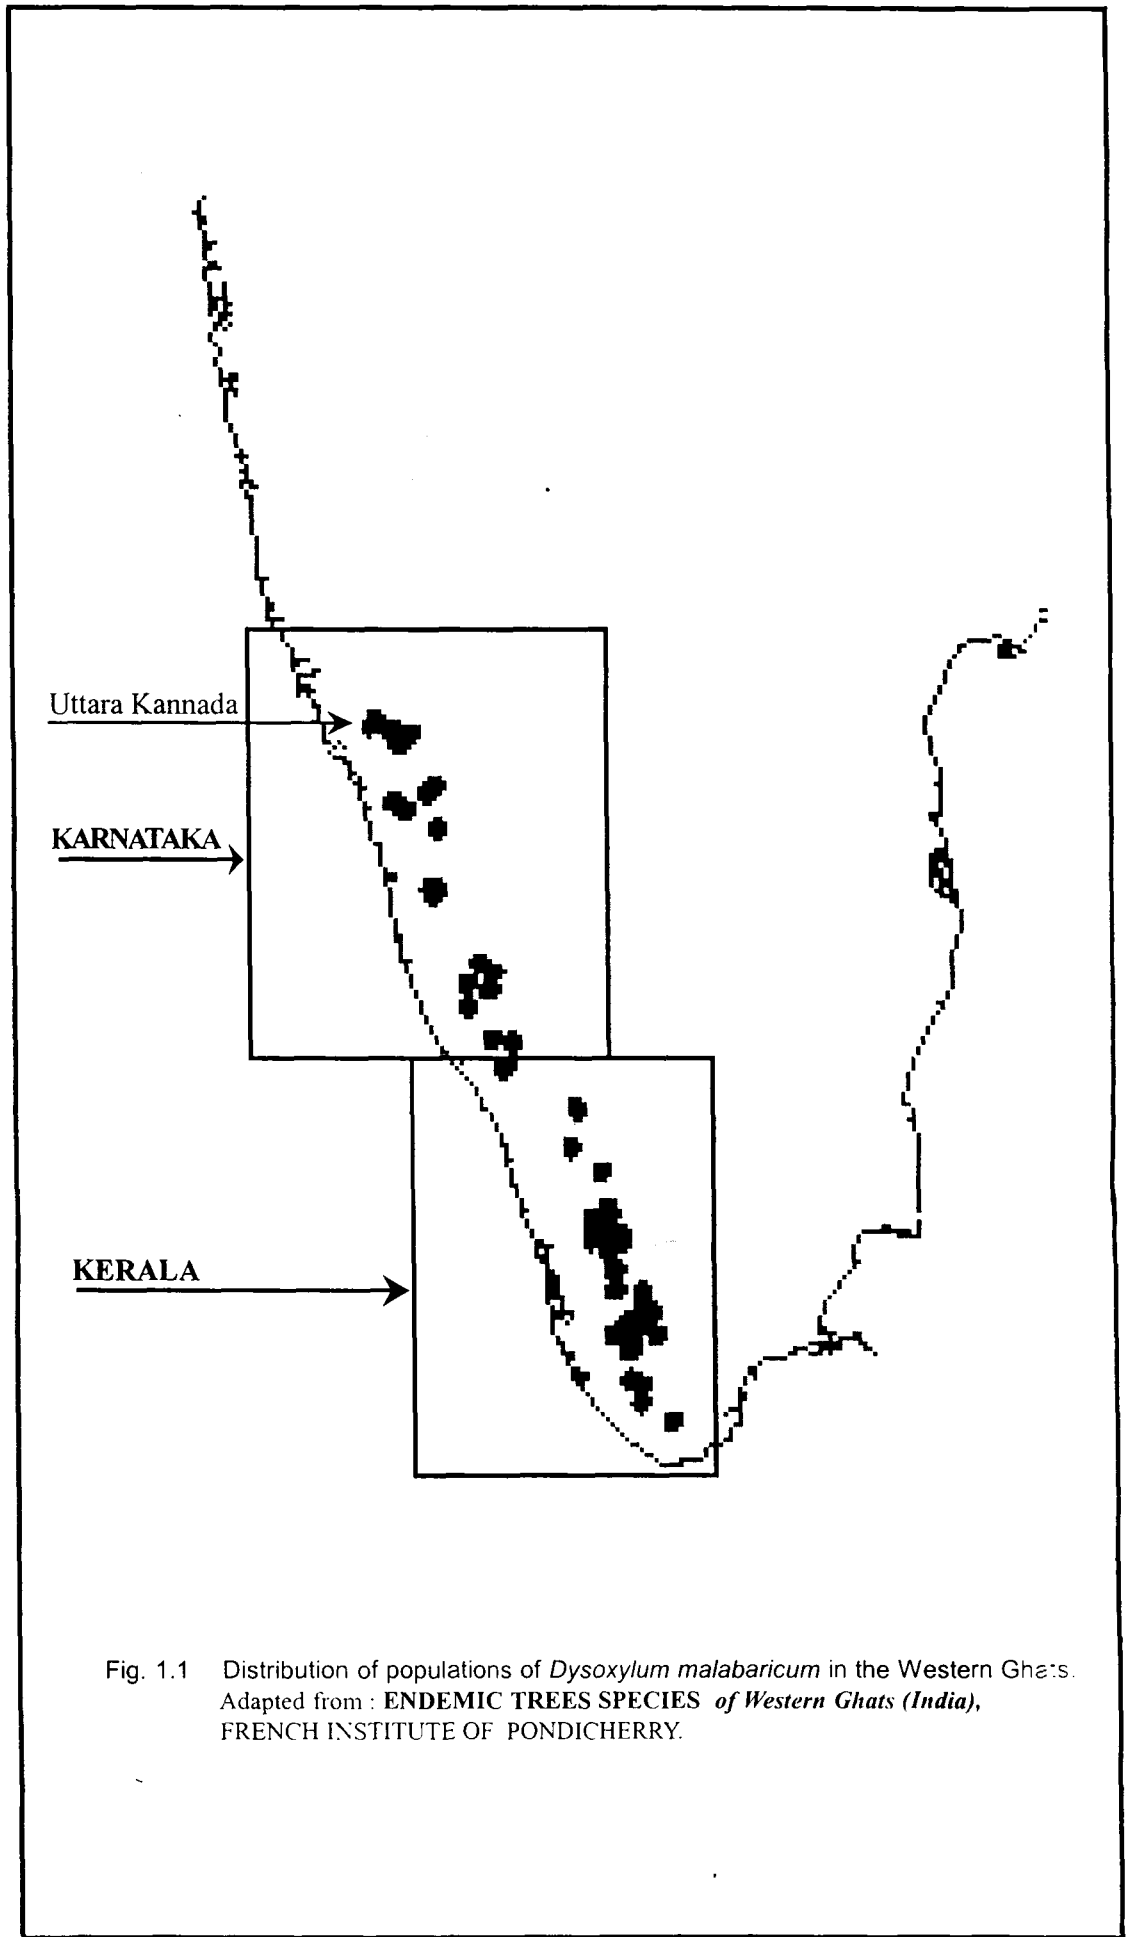 Uttara Kannada
KARNATAKA
KERALA
Fig. 1.1 Distribution of populations of Dysoxylum malabaricum in the Western Ghats.
Adapted from : ENDEMIC TREES SPECIES of Western Ghats (India),
FRENCH INSTITUTE OF PONDICHERRY.